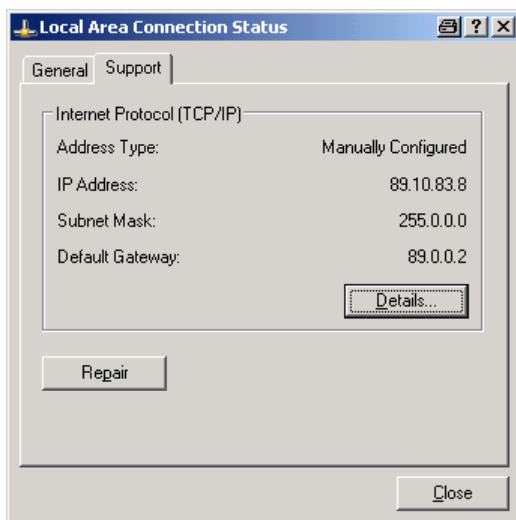 Local Area Connection Status
General Support
Internet Protocol (TCP/IP)
Address Type: Manually Configured
IP Address: 89.10.83.8
Subnet Mask: 255.0.0.0
Default Gateway: 89.0.0.2
Details...
Repair
Close